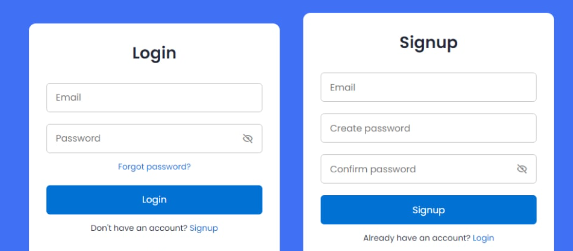 Login
Email
Password
Forgot password?
Login
Don't have an account? Signup
Signup
Email
Create password
Confirm password
Signup
Already have an account? Login